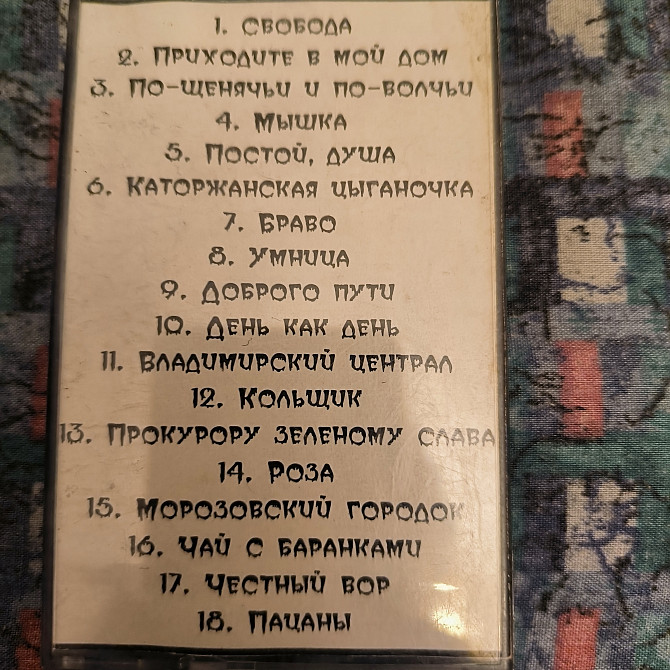 1. Свобода
2. Приходите в мой дом
3. По-щенячьи и по-волчьи
4. Мышка
5. Постой, душа
6. Каторжанская цыганочка
7. Браво
8. Умница
9. Доброго пути
10. День как день
11. Владимирский централ
12. Кольщик
13. Прокурору зеленому слава
14. Роза
15. Морозовский городок
16. Чай с баранками
17. Честный вор
18. Пацаны